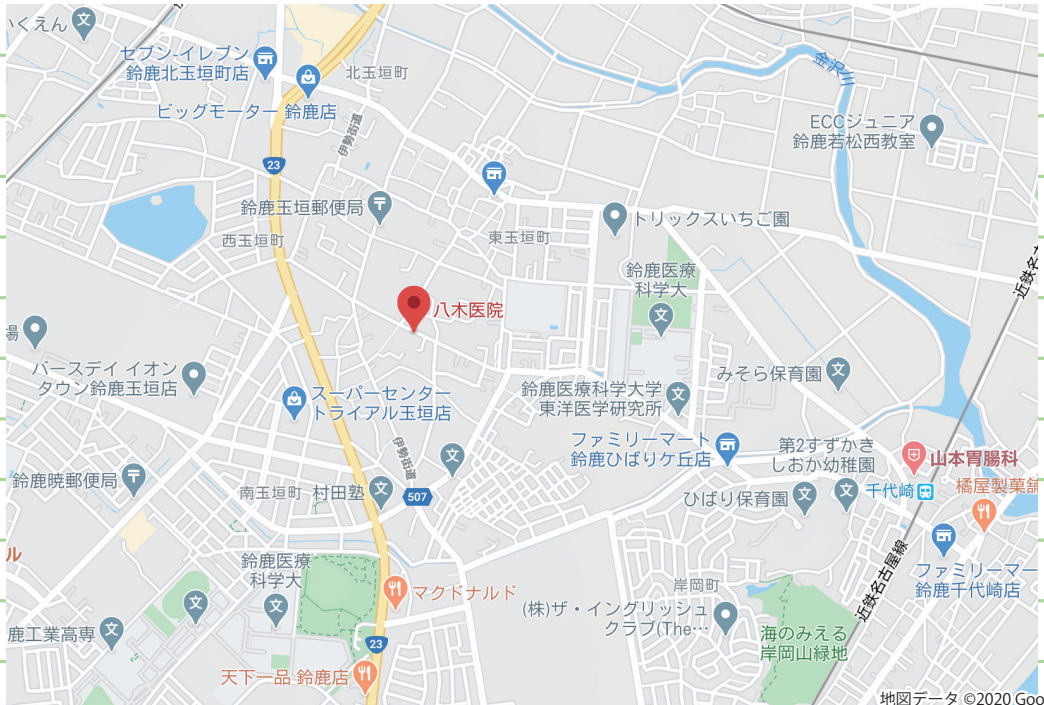 いくえん
セブン-イレブン
鈴鹿北玉垣町店
北玉垣町
ビッグモーター 鈴鹿店
金沢川
伊勢街道
ECCジュニア
鈴鹿若松西教室
23
鈴鹿玉垣郵便局
トリックスいちご園
西玉垣町
東玉垣町
鈴鹿医療
科学大
近鉄名古
八木医院
場
バースデイ イオン
タウン鈴鹿玉垣店
スーパーセンター
トライアル玉垣店
鈴鹿医療科学大学
東洋医学研究所
みそら保育園
ファミリーマート
鈴鹿ひばりケ丘店
第2すずかき
しおか幼稚園
山本胃腸科
伊勢街道
鈴鹿暁郵便局
南玉垣町
村田塾
507
ひばり保育園
千代崎
橘屋製菓舗
ル
鈴鹿医療
科学大
マクドナルド
岸岡町
近鉄名古屋線
ファミリーマー
鈴鹿千代崎店
(株)ザ・イングリッシュ
クラブ(The…
鹿工業高専
海のみえる
岸岡山緑地
23
天下一品 鈴鹿店
地図データ ©2020 Goo